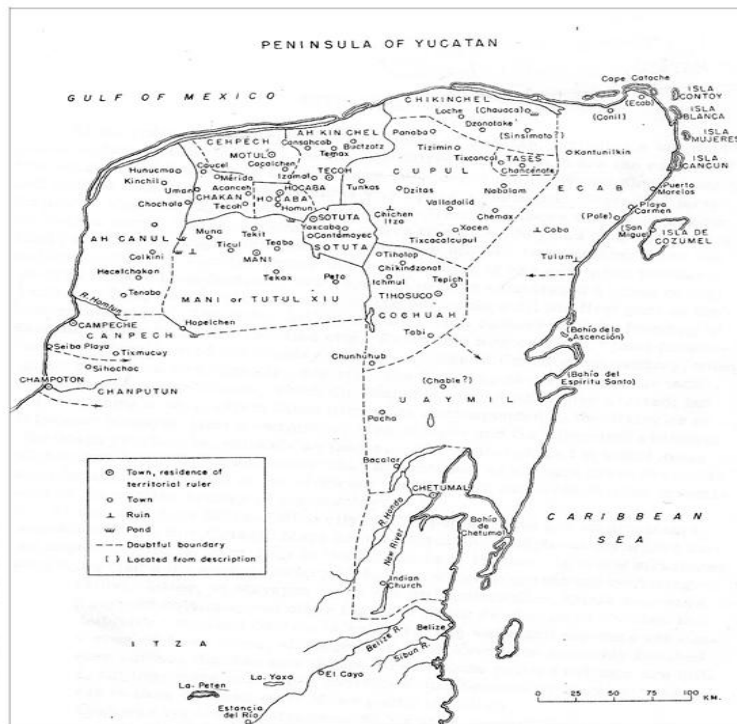 PENINSULA OF YUCATAN
GULF OF MEXICO
Cape Catoche
ISLA CONTOY
ISLA BLANCA
ISLA MUJERES
ISLA CANCUN
(Ecab)
(Conil)
CHIKINCHEL
(Chauaca)
Loche
Dzonotake
(Sinsimato?)
Panaba
AH KIN CHEL
Cansahcab
Buctzotz
Temax
CEHPECH
MOTUL
Hunucma
Caucel
Copalchen
Tizimin
Tixcancal
TASES
Chancenote
Kantunilkin
Kinchil
Mérida
Izamal
TECOH
CUPUL
Uman
Acanceh
HOCABA
Tunkas
Dzitas
Nabalam
ECAB
Puerto Morelos
CHAKAN
Tecoh
HOCABA
Homun
Chochola
Valladolid
Playa Carmen
SOTUTA
Chichen Itza
Chemax
(Pole)
Yaxcaba
Xocen
Coba
(San Miguel)
ISLA DE COZUMEL
AH CANUL
Muna
Tekit
Cantamayec
Tixcacalcupul
Calkini
Ticul
Teabo
SOTUTA
Tulum
MANI
Tiholop
Hecelchakan
Chikindzonot
Tekax
Peto
Ichmul
Tepich
Tenabo
MANI or TUTUL XIU
TIHOSUCO
R. Homtun
COCHUAH
CAMPECHE
Hopelchen
Tabi
CANPECH
(Bahía de la Ascención)
Seiba Playa
Tixmucuy
Chunhuhub
Sihochac
(Bahía del Espiritu Santo)
CHAMPOTON
(Chable?)
CHANPUTUN
UAYMIL
Pacha
Bacalar
CHETUMAL
R. Hondo
New River
Bahía de Chetumal
CARIBBEAN SEA
Indian Church
Town, residence of territorial ruler
Town
Ruin
Pond
Doubtful boundary
( ) Located from description
ITZA
Belize R.
Belize
Sibun R.
La Yaxa
El Cayo
La Peten
Estancia del Río
0 25 50 75 100 KM.